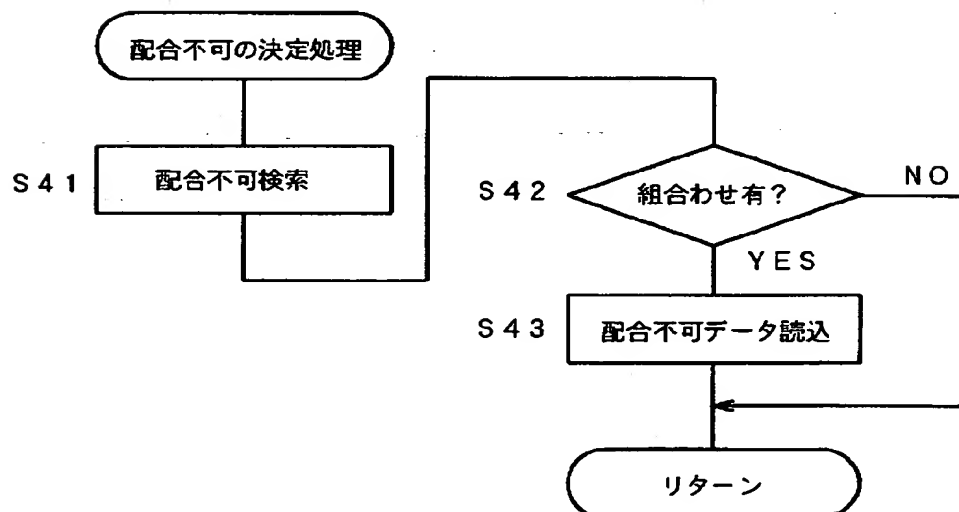 配合不可の決定処理
S41
配合不可検索
S42
組合わせ有？
NO
YES
S43
配合不可データ読込
リターン